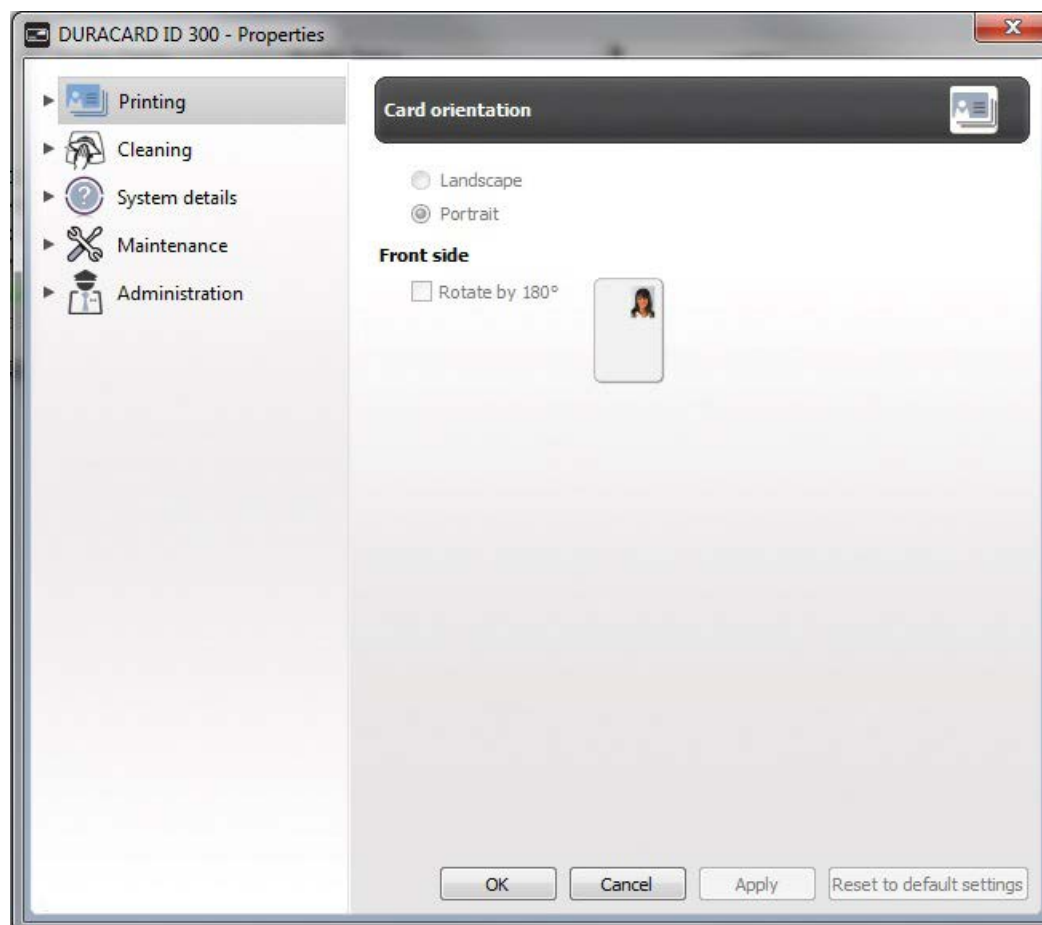 DURACARD ID 300 - Properties
Printing
Cleaning
System details
Maintenance
Administration
Card orientation
Landscape
Portrait
Front side
Rotate by 180°
OK Cancel Apply Reset to default settings